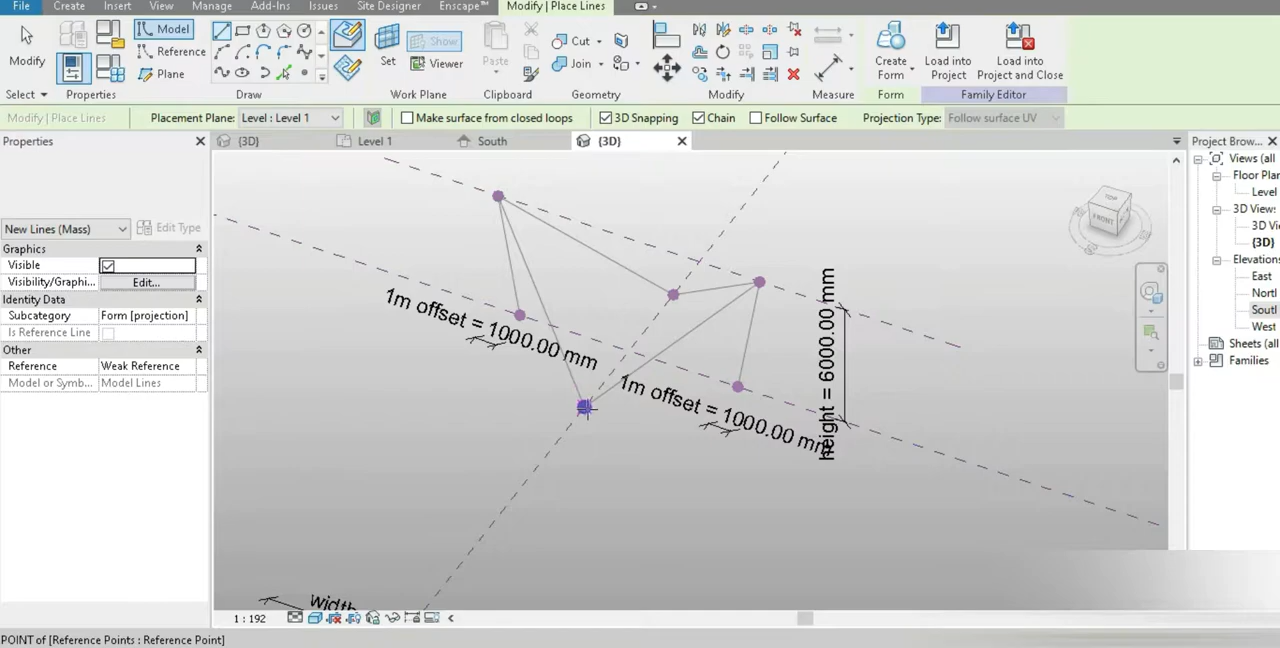 File Create Insert View Manage Add-Ins Issues Site Designer Enscape™ Modify | Place Lines
Modify
Model
Reference
Plane
Set
Show
Viewer
Paste
Cut
Join
Create Form
Load into Project
Load into Project and Close
Select Properties Draw Work Plane Clipboard Geometry Modify Measure Form Family Editor
Modify | Place Lines Placement Plane: Level : Level 1 Make surface from closed loops 3D Snapping Chain Follow Surface Projection Type: Follow surface UV
Properties
{3D} Level 1 South {3D}
Project Brow...
New Lines (Mass) Edit Type
Graphics
Visible
Visibility/Graphi... Edit...
Identity Data
Subcategory Form [projection]
Is Reference Line
Other
Reference Weak Reference
Model or Symb... Model Lines
TOP
FRONT
1m offset = 1000.00 mm
1m offset = 1000.00 mm
height = 6000.00 mm
width
Views (all
Floor Plan
Level
3D View
3D Vi
(3D)
Elevations
East
North
South
West
Sheets (all
Families
1 : 192
POINT of [Reference Points : Reference Point]